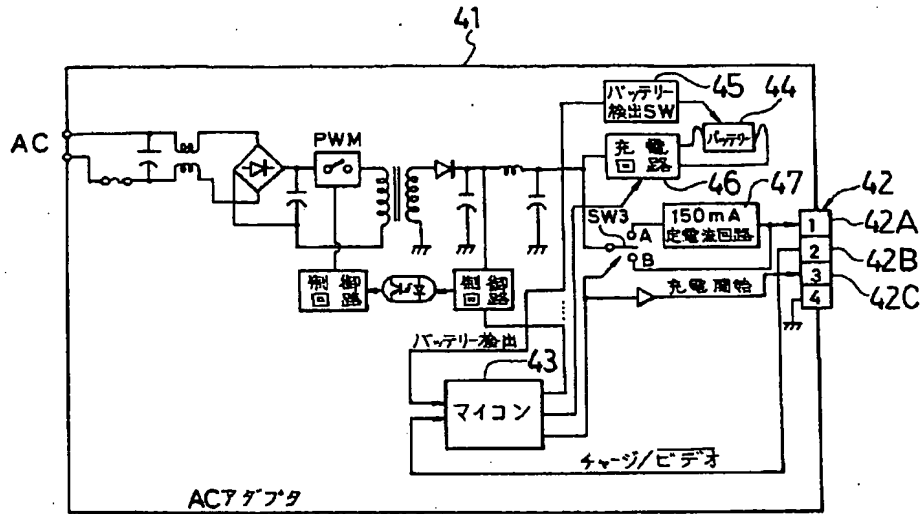 41
45
バッテリー
検出SW
44
バッテリー
AC
PWM
充電
回路
46
47
SW3
A
150mA
定電流回路
42
1
42A
2
42B
B
3
42C
充電開始
4
制御
回路
制御
回路
バッテリー検出
43
マイコン
チャージ/ビデオ
ACアダプタ